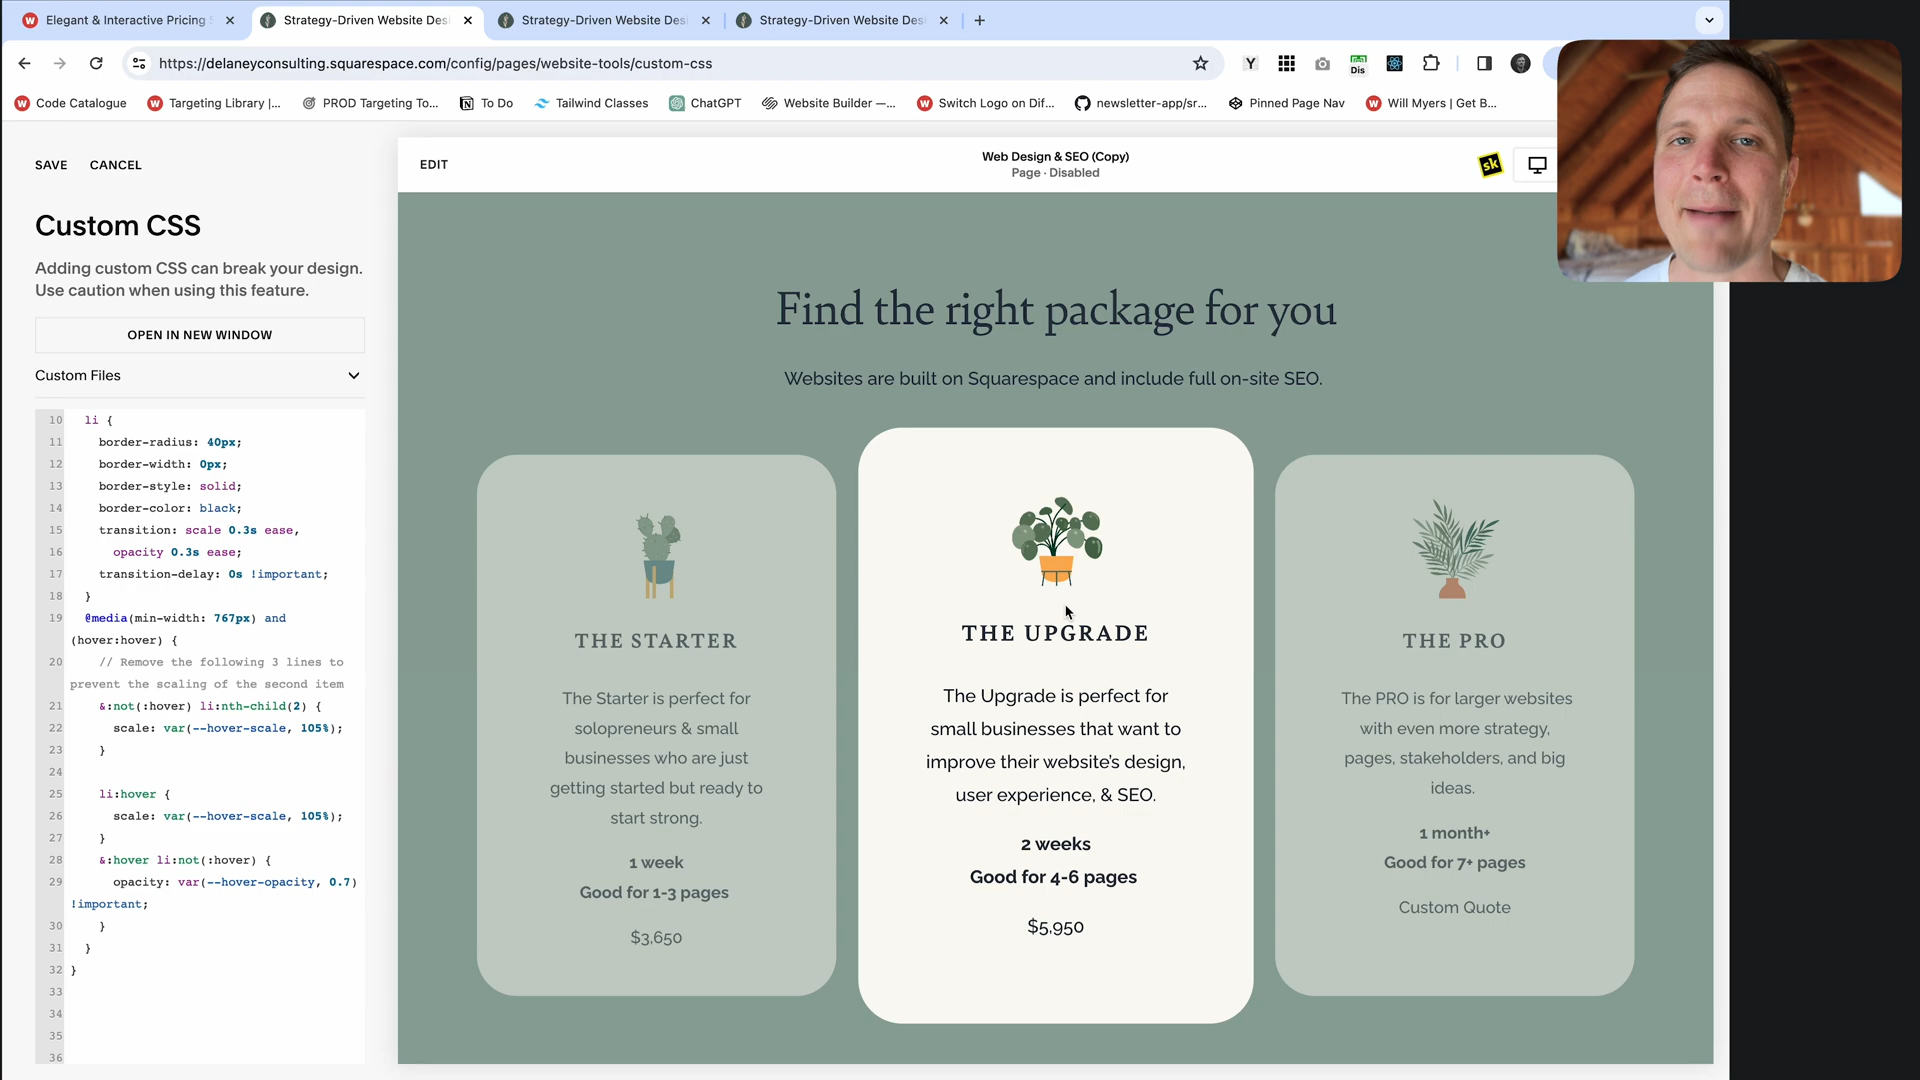 Elegant & Interactive Pricing
Strategy-Driven Website Des
Strategy-Driven Website Des
Strategy-Driven Website Des
https://delaneyconsulting.squarespace.com/config/pages/website-tools/custom-css
Y
Dis
Code Catalogue
Targeting Library |...
PROD Targeting To...
To Do
Tailwind Classes
ChatGPT
Website Builder —...
Switch Logo on Dif...
newsletter-app/sr...
Pinned Page Nav
Will Myers | Get B...
SAVE CANCEL
Custom CSS
Adding custom CSS can break your design.
Use caution when using this feature.
OPEN IN NEW WINDOW
Custom Files
10 li {
11 border-radius: 40px;
12 border-width: 0px;
13 border-style: solid;
14 border-color: black;
15 transition: scale 0.3s ease,
16 opacity 0.3s ease;
17 transition-delay: 0s !important;
18 }
19 @media(min-width: 767px) and
(hover:hover) {
20 // Remove the following 3 lines to
prevent the scaling of the second item
21 &:not(:hover) li:nth-child(2) {
22 scale: var(--hover-scale, 105%);
23 }
24
25 li:hover {
26 scale: var(--hover-scale, 105%);
27 }
28 &:hover li:not(:hover) {
29 opacity: var(--hover-opacity, 0.7)
!important;
30 }
31 }
32 }
33
34
35
36
EDIT
Web Design & SEO (Copy)
Page · Disabled
sk
Find the right package for you
Websites are built on Squarespace and include full on-site SEO.
THE STARTER
The Starter is perfect for
solopreneurs & small
businesses who are just
getting started but ready to
start strong.
1 week
Good for 1-3 pages
$3,650
THE UPGRADE
The Upgrade is perfect for
small businesses that want to
improve their website's design,
user experience, & SEO.
2 weeks
Good for 4-6 pages
$5,950
THE PRO
The PRO is for larger websites
with even more strategy,
pages, stakeholders, and big
ideas.
1 month+
Good for 7+ pages
Custom Quote